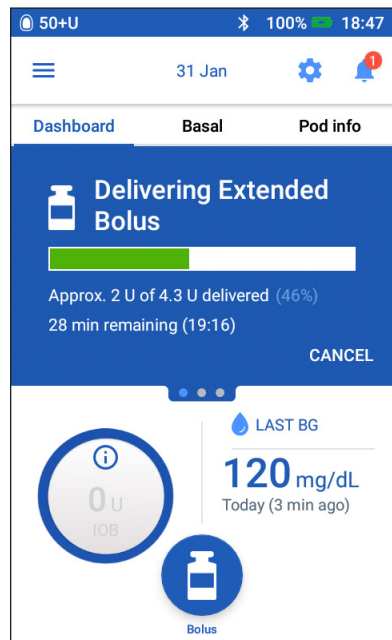 50+U 100% 18:47
31 Jan
1
Dashboard Basal Pod info
Delivering Extended
Bolus
Approx. 2 U of 4.3 U delivered (46%)
28 min remaining (19:16)
CANCEL
LAST BG
120 mg/dL
Today (3 min ago)
0 U
IOB
Bolus